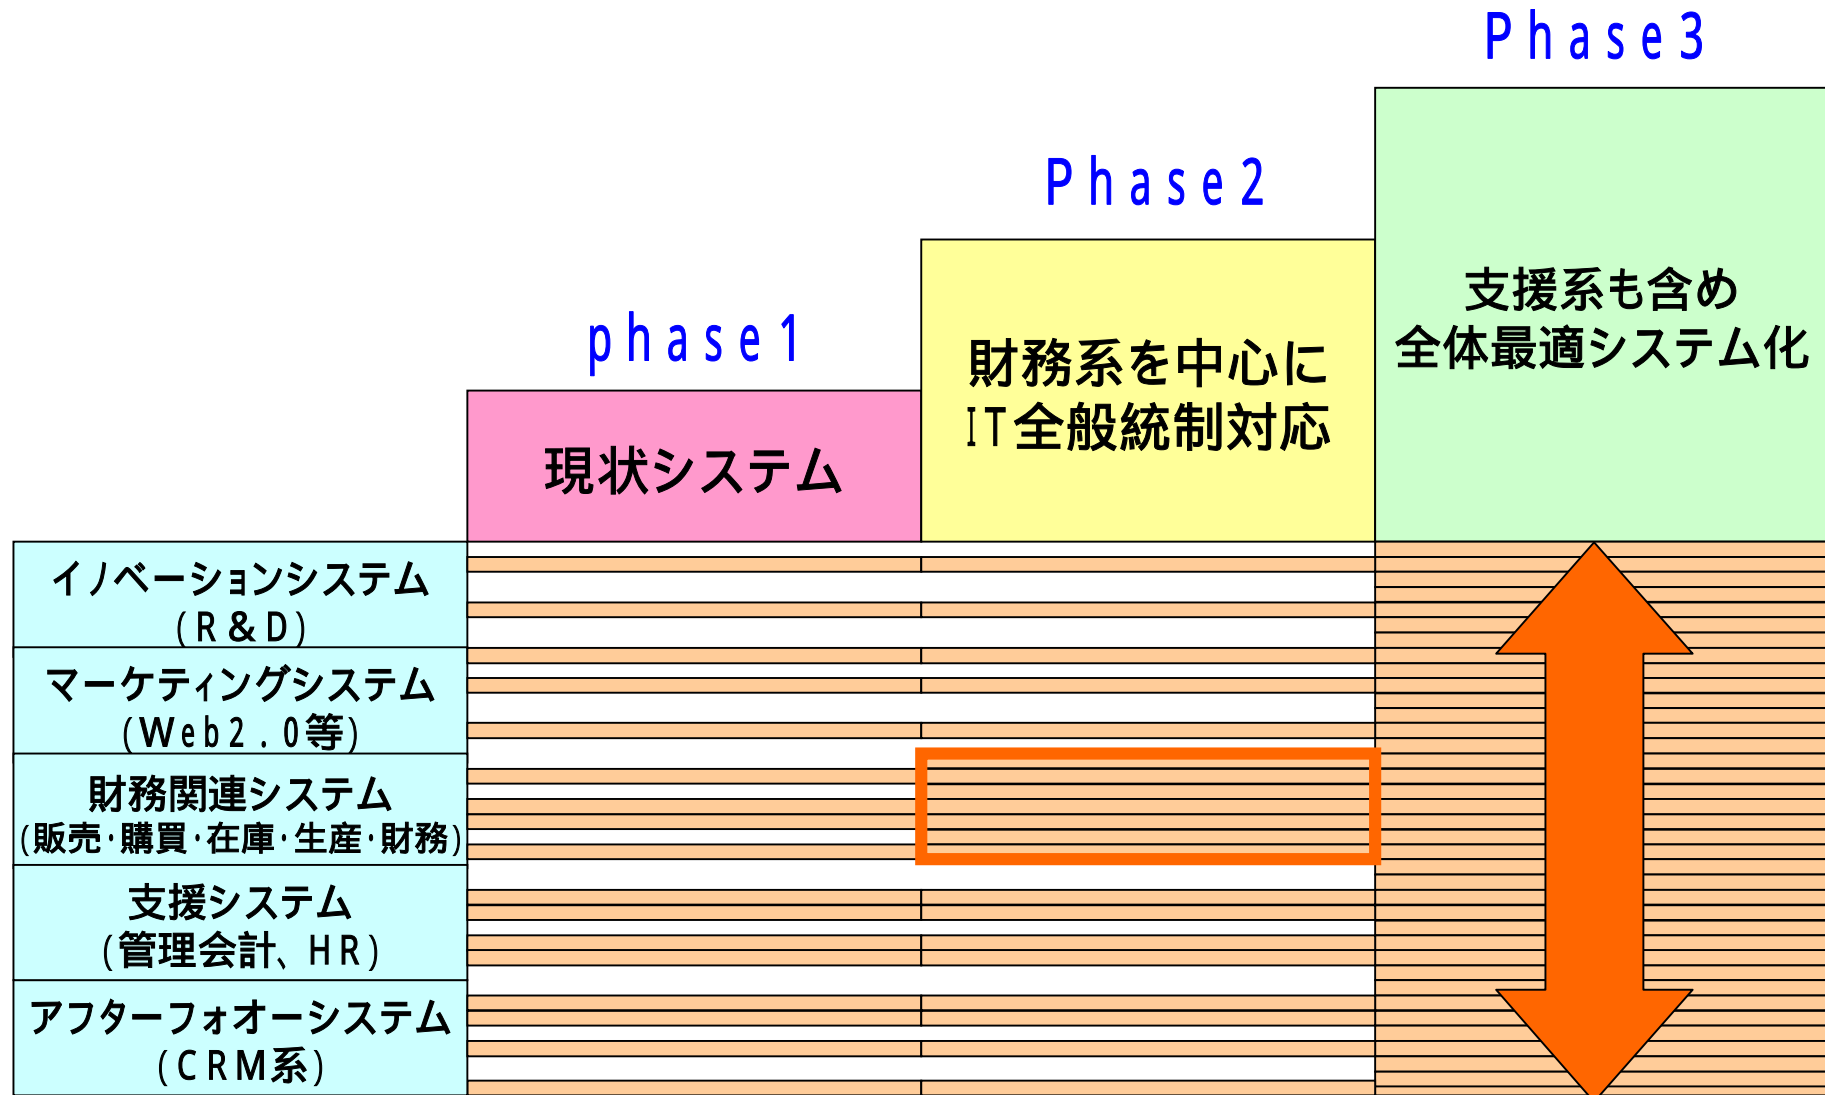 Phase3
Phase2
phase1
支援系も含め
全体最適システム化
財務系を中心に
IT全般統制対応
現状システム
イノベーションシステム
(R&D)
マーケティングシステム
(Web2.0等)
財務関連システム
(販売・購買・在庫・生産・財務)
支援システム
(管理会計、HR)
アフターフォオーシステム
(CRM系)